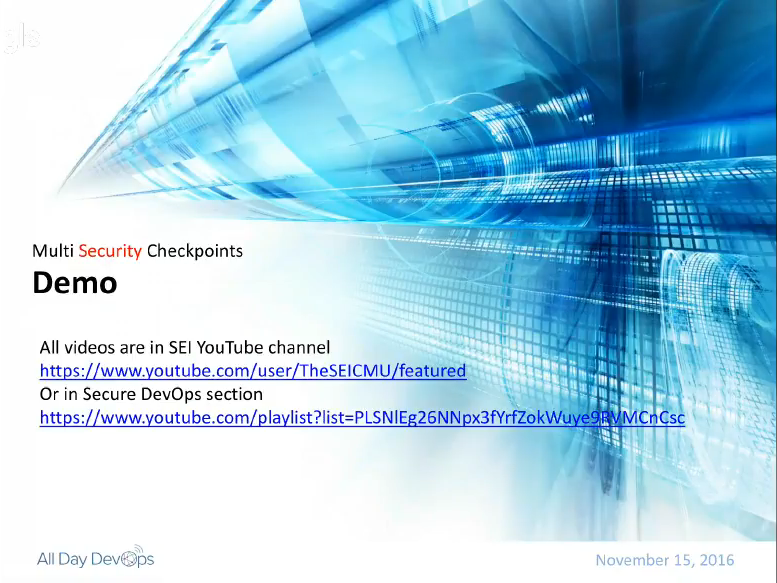 Multi Security Checkpoints
Demo
All videos are in SEI YouTube channel
https://www.youtube.com/user/TheSEICMU/featured
Or in Secure DevOps section
https://www.youtube.com/playlist?list=PLSNlEg26NNpx3fYrfZokWuye9RVMCnCsc
All Day DevOps
November 15, 2016